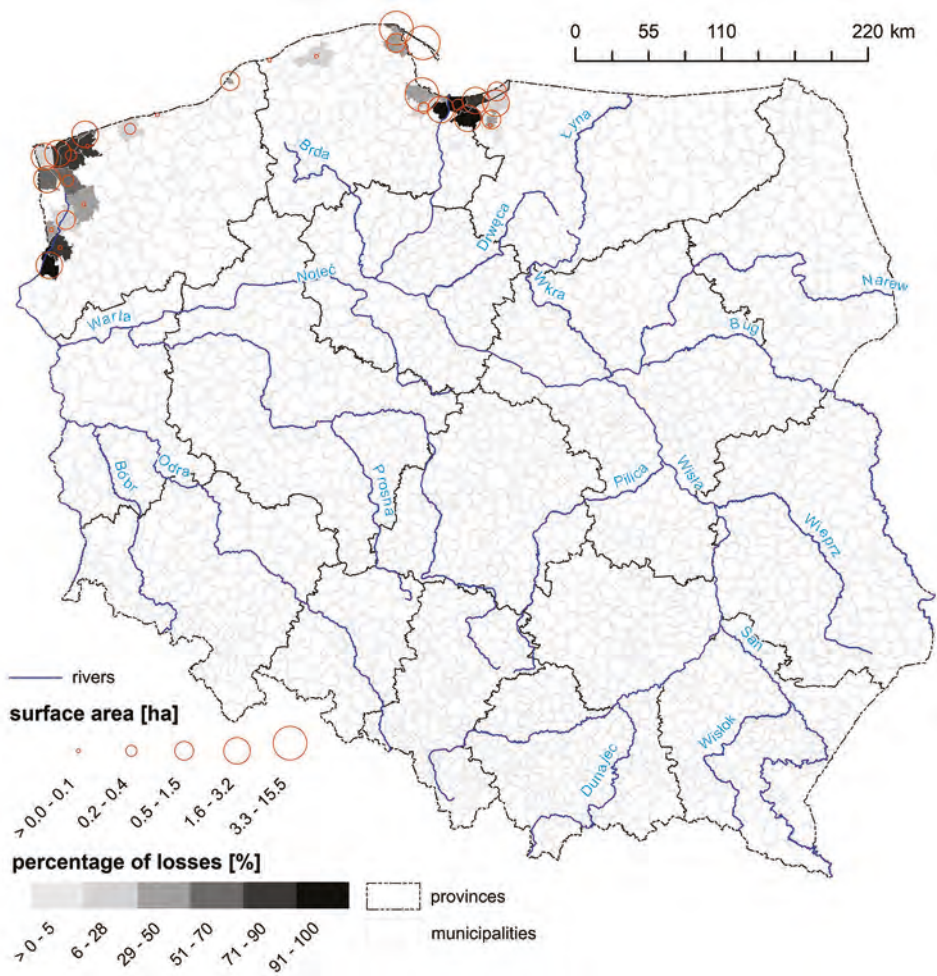 0 55 110 220 km
Łyna
Brda
Drwęca
Noteć
Wkra
Narew
Warta
Bug
Odra
Bóbr
Prosna
Pilica
Wisła
Wieprz
San
Wisłok
Dunajec
rivers
surface area [ha]
> 0.0 - 0.1
0.2 - 0.4
0.5 - 1.5
1.6 - 3.2
3.3 - 15.5
percentage of losses [%]
> 0 - 5
6 - 28
29 - 50
51 - 70
71 - 90
91 - 100
provinces
municipalities